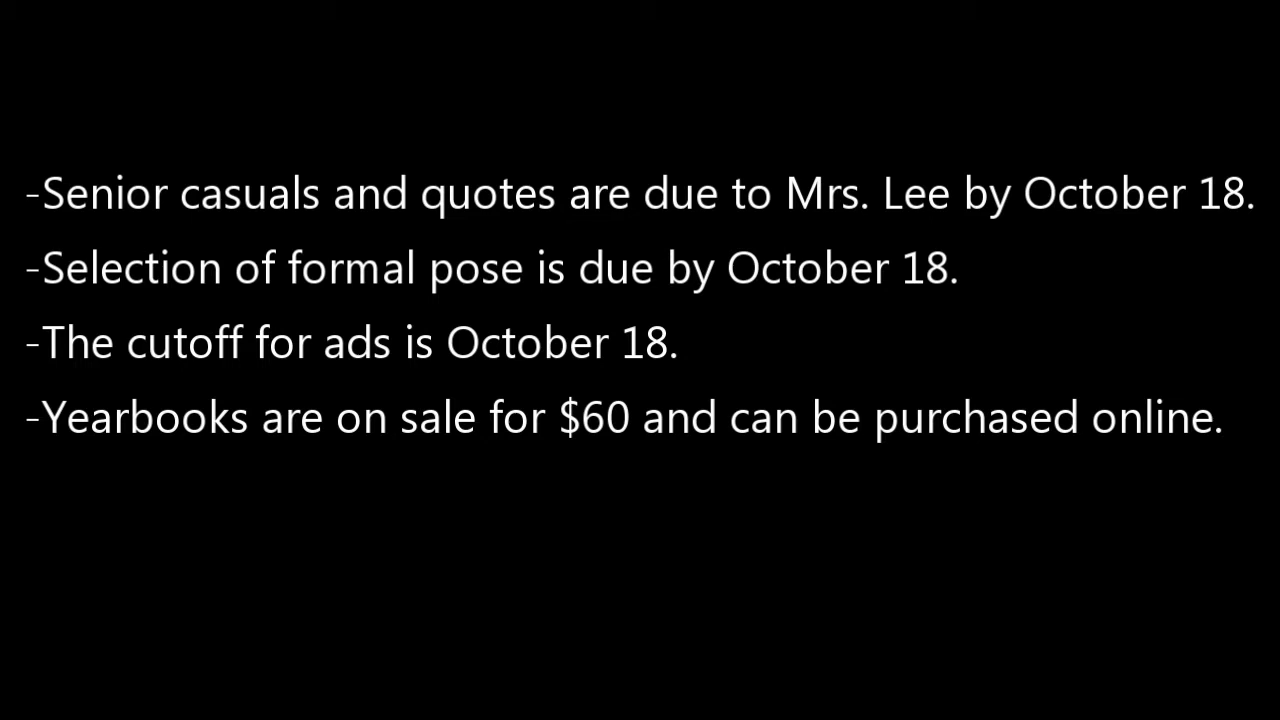 -Senior casuals and quotes are due to Mrs. Lee by October 18.
-Selection of formal pose is due by October 18.
-The cutoff for ads is October 18.
-Yearbooks are on sale for $60 and can be purchased online.